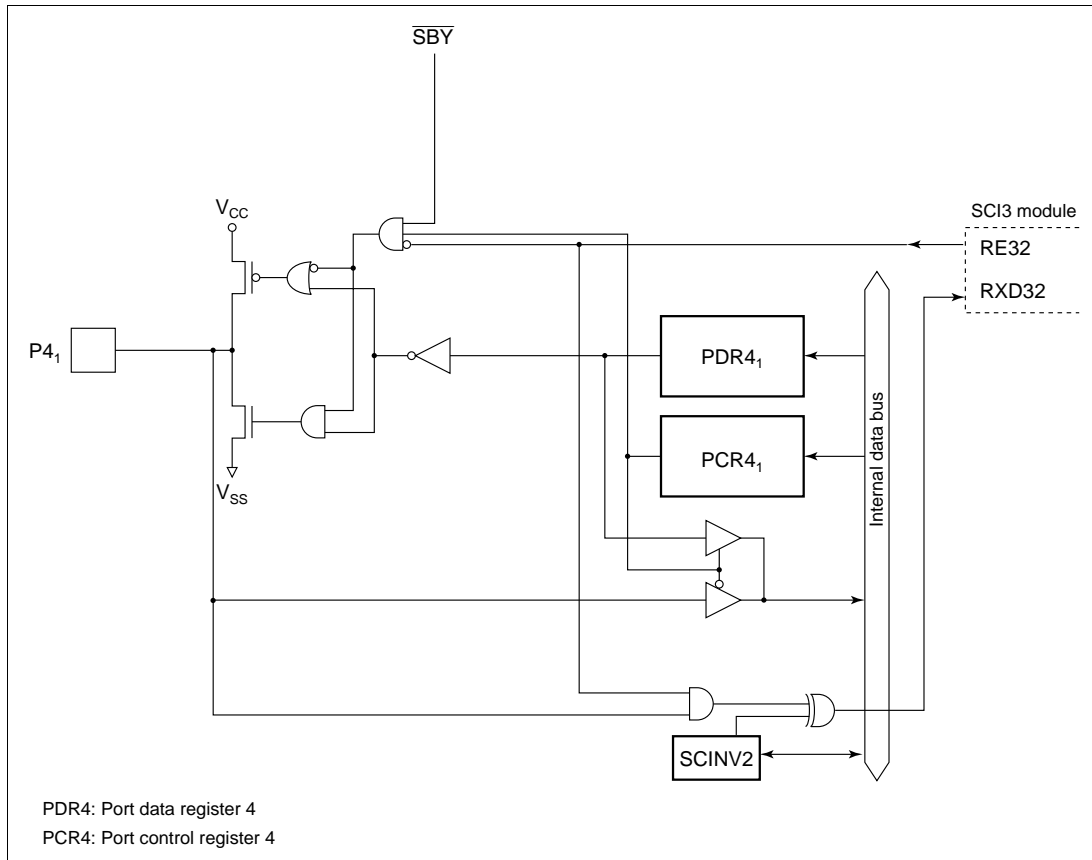 SBY
VCC
SCI3 module
RE32
RXD32
P41
PDR41
PCR41
Internal data bus
VSS
SCINV2
PDR4: Port data register 4
PCR4: Port control register 4